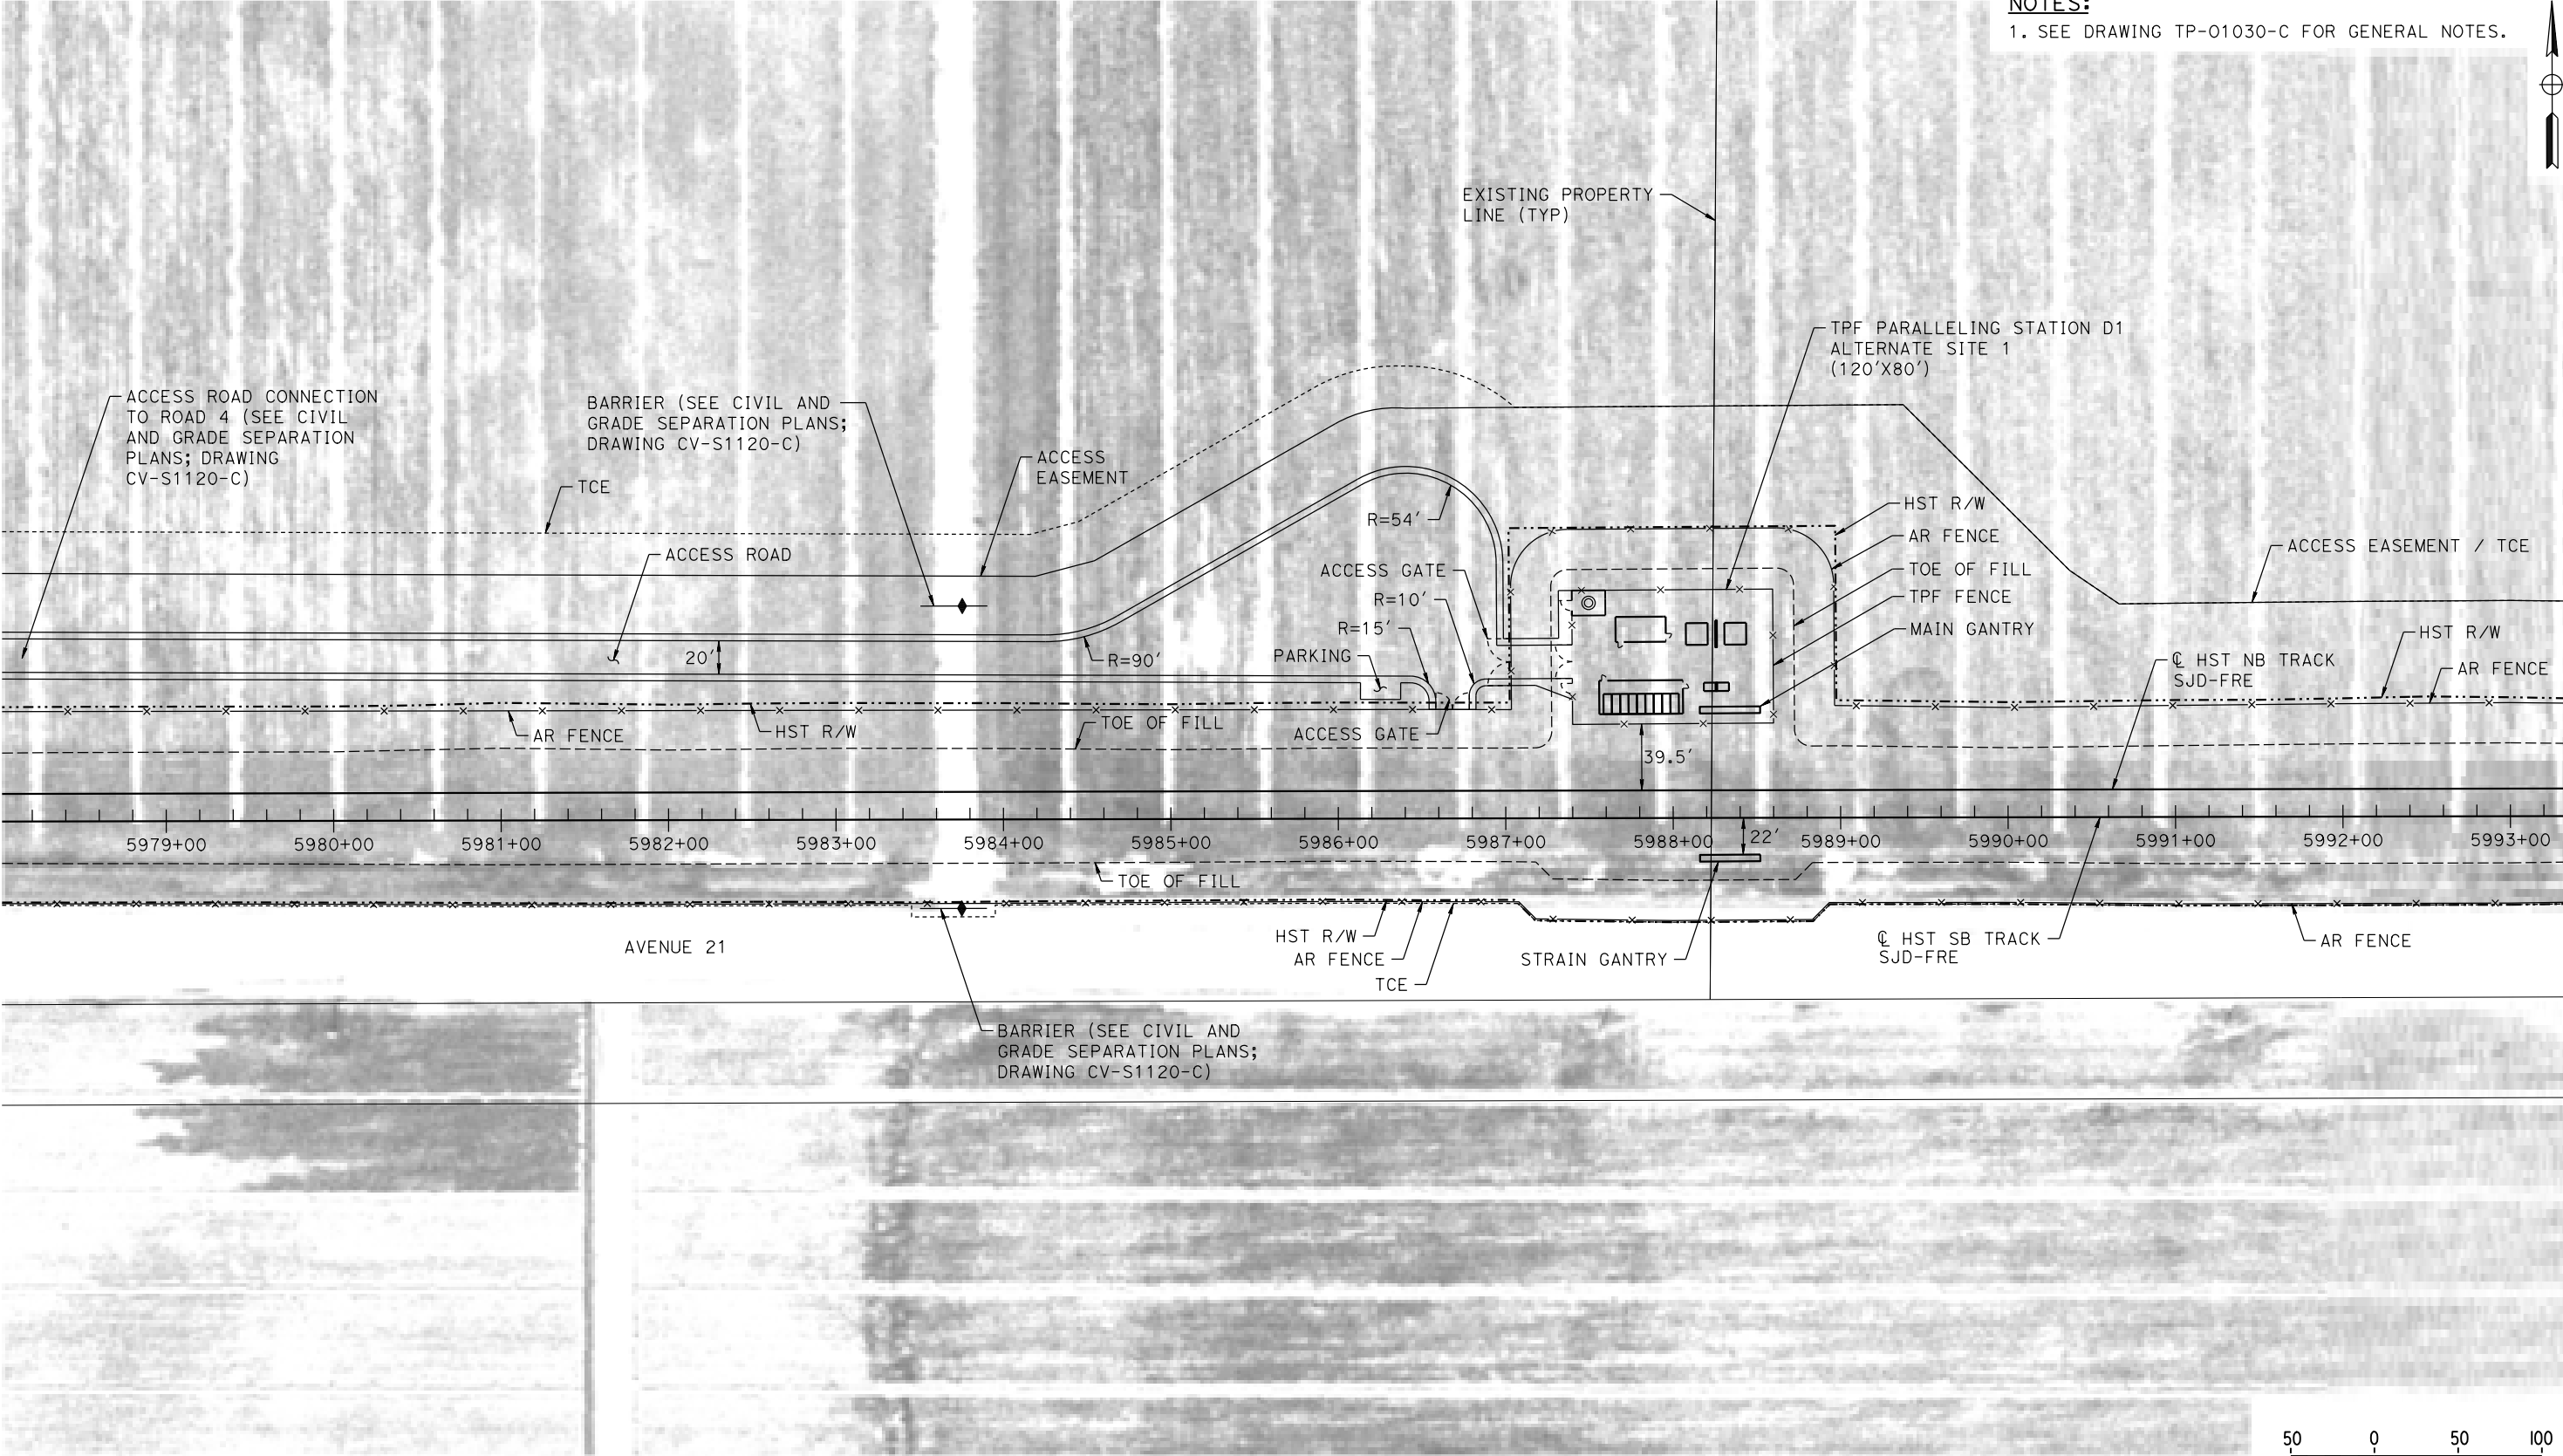 NOTES:
1. SEE DRAWING TP-01030-C FOR GENERAL NOTES.
EXISTING PROPERTY
LINE (TYP)
TPF PARALLELING STATION D1
ALTERNATE SITE 1
(120'X80')
ACCESS ROAD CONNECTION
TO ROAD 4 (SEE CIVIL
AND GRADE SEPARATION
PLANS; DRAWING
CV-S1120-C)
BARRIER (SEE CIVIL AND
GRADE SEPARATION PLANS;
DRAWING CV-S1120-C)
ACCESS
EASEMENT
TCE
HST R/W
R=54'
AR FENCE
ACCESS EASEMENT / TCE
ACCESS ROAD
ACCESS GATE
TOE OF FILL
TPF FENCE
R=10'
R=15'
MAIN GANTRY
HST R/W
20'
R=90'
PARKING
℄ HST NB TRACK
SJD-FRE
AR FENCE
TOE OF FILL
HST R/W
AR FENCE
ACCESS GATE
39.5'
5979+00
5980+00
5981+00
5982+00
5983+00
5984+00
5985+00
5986+00
5987+00
5988+00
22'
5989+00
5990+00
5991+00
5992+00
5993+00
TOE OF FILL
AVENUE 21
HST R/W
AR FENCE
TCE
STRAIN GANTRY
℄ HST SB TRACK
SJD-FRE
AR FENCE
BARRIER (SEE CIVIL AND
GRADE SEPARATION PLANS;
DRAWING CV-S1120-C)
50 0 50 100